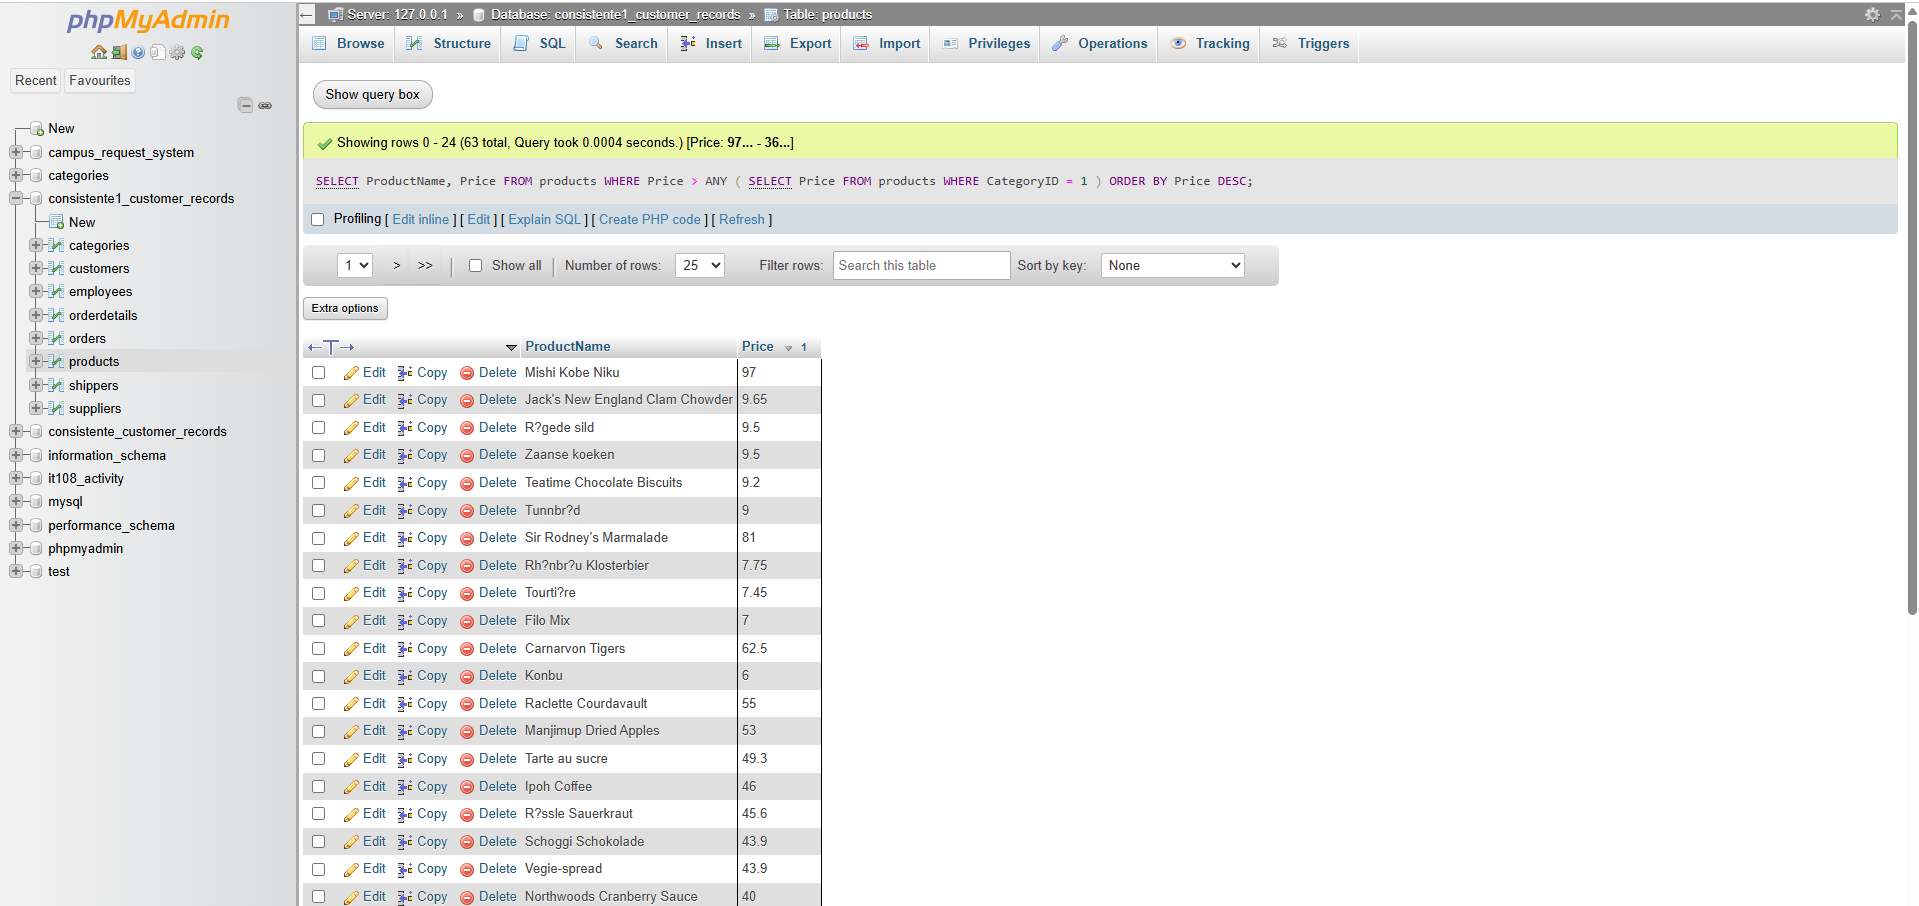 phpMyAdmin
Recent Favourites
New
campus_request_system
categories
consistente1_customer_records
New
categories
customers
employees
orderdetails
orders
products
shippers
suppliers
consistente_customer_records
information_schema
it108_activity
mysql
performance_schema
phpmyadmin
test
Server: 127.0.0.1 » Database: consistente1_customer_records » Table: products
Browse Structure SQL Search Insert Export Import Privileges Operations Tracking Triggers
Show query box
Showing rows 0 - 24 (63 total, Query took 0.0004 seconds.) [Price: 97... - 36...]
SELECT ProductName, Price FROM products WHERE Price > ANY ( SELECT Price FROM products WHERE CategoryID = 1 ) ORDER BY Price DESC;
Profiling [ Edit inline ] [ Edit ] [ Explain SQL ] [ Create PHP code ] [ Refresh ]
1 > >> Show all Number of rows: 25 Filter rows: Search this table Sort by key: None
Extra options
ProductName Price 1
Edit Copy Delete Mishi Kobe Niku 97
Edit Copy Delete Jack's New England Clam Chowder 9.65
Edit Copy Delete R?gede sild 9.5
Edit Copy Delete Zaanse koeken 9.5
Edit Copy Delete Teatime Chocolate Biscuits 9.2
Edit Copy Delete Tunnbr?d 9
Edit Copy Delete Sir Rodney's Marmalade 81
Edit Copy Delete Rh?nbr?u Klosterbier 7.75
Edit Copy Delete Tourti?re 7.45
Edit Copy Delete Filo Mix 7
Edit Copy Delete Carnarvon Tigers 62.5
Edit Copy Delete Konbu 6
Edit Copy Delete Raclette Courdavault 55
Edit Copy Delete Manjimup Dried Apples 53
Edit Copy Delete Tarte au sucre 49.3
Edit Copy Delete Ipoh Coffee 46
Edit Copy Delete R?ssle Sauerkraut 45.6
Edit Copy Delete Schoggi Schokolade 43.9
Edit Copy Delete Vegie-spread 43.9
Edit Copy Delete Northwoods Cranberry Sauce 40